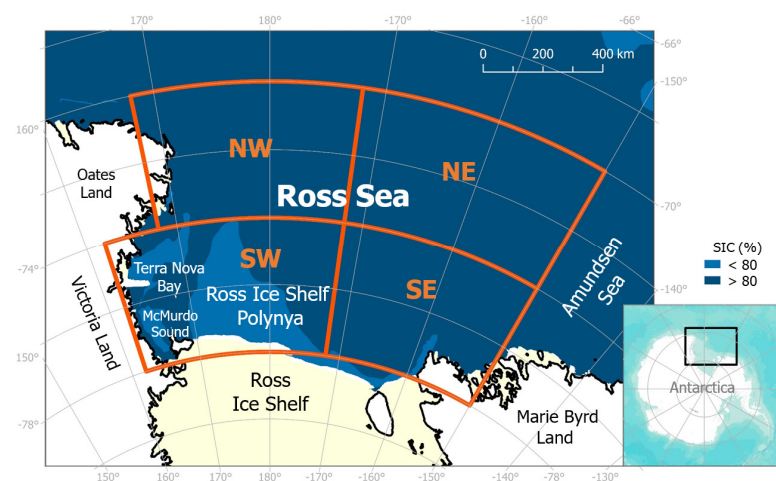 170°
180°
-170°
-160°
-66°
-66°
0
200
400 km
-150°
160°
Oates
Land
NW
NE
Ross Sea
-70°
SIC (%)
< 80
> 80
-74°
Terra Nova
Bay
SW
Ross Ice Shelf
Polynya
SE
Amundsen
Sea
-140°
McMurdo
Sound
Victoria Land
150°
Ross
Ice Shelf
Antarctica
Marie Byrd
Land
-78°
150°
160°
170°
180°
-170°
-160°
-150°
-140°
-78°
-130°